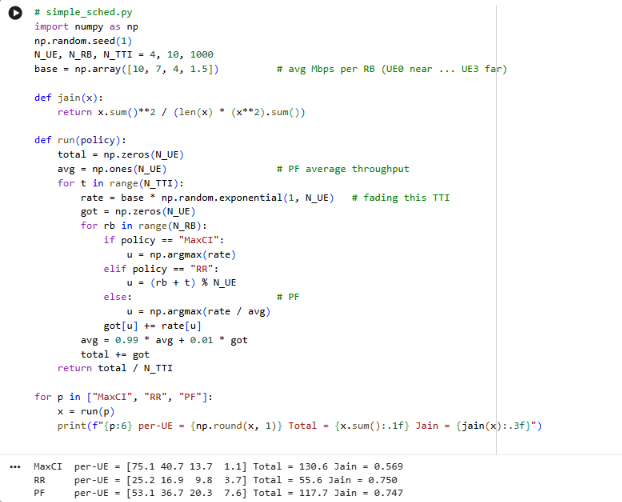 # simple_sched.py
import numpy as np
np.random.seed(1)
N_UE, N_RB, N_TTI = 4, 10, 1000
base = np.array([10, 7, 4, 1.5])          # avg Mbps per RB (UE0 near ... UE3 far)

def jain(x):
    return x.sum()**2 / (len(x) * (x**2).sum())

def run(policy):
    total = np.zeros(N_UE)
    avg = np.ones(N_UE)                   # PF average throughput
    for t in range(N_TTI):
        rate = base * np.random.exponential(1, N_UE)   # fading this TTI
        got = np.zeros(N_UE)
        for rb in range(N_RB):
            if policy == "MaxCI":
                u = np.argmax(rate)
            elif policy == "RR":
                u = (rb + t) % N_UE
            else:                         # PF
                u = np.argmax(rate / avg)
            got[u] += rate[u]
        avg = 0.99 * avg + 0.01 * got
        total += got
    return total / N_TTI

for p in ["MaxCI", "RR", "PF"]:
    x = run(p)
    print(f"{p:6} per-UE = {np.round(x, 1)} Total = {x.sum():.1f} Jain = {jain(x):.3f}")

MaxCI  per-UE = [75.1 40.7 13.7  1.1] Total = 130.6 Jain = 0.569
RR     per-UE = [25.2 16.9  9.8  3.7] Total = 55.6 Jain = 0.750
PF     per-UE = [53.1 36.7 20.3  7.6] Total = 117.7 Jain = 0.747